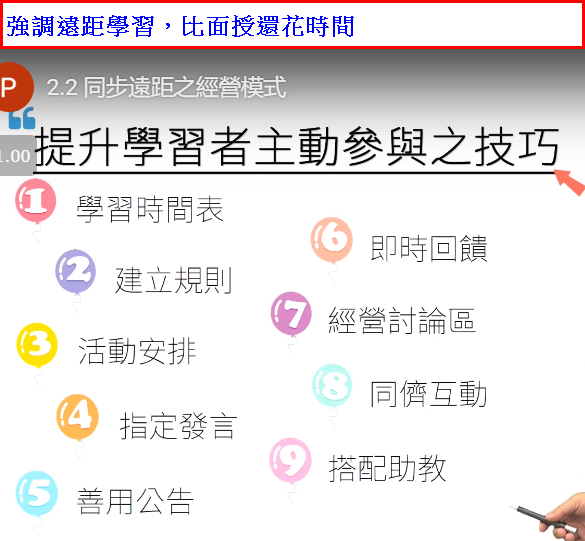 強調遠距學習，比面授還花時間
P
2.2 同步遠距之經營模式
1.00
提升學習者主動參與之技巧
1 學習時間表
2 建立規則
3 活動安排
4 指定發言
5 善用公告
6 即時回饋
7 經營討論區
8 同儕互動
9 搭配助教